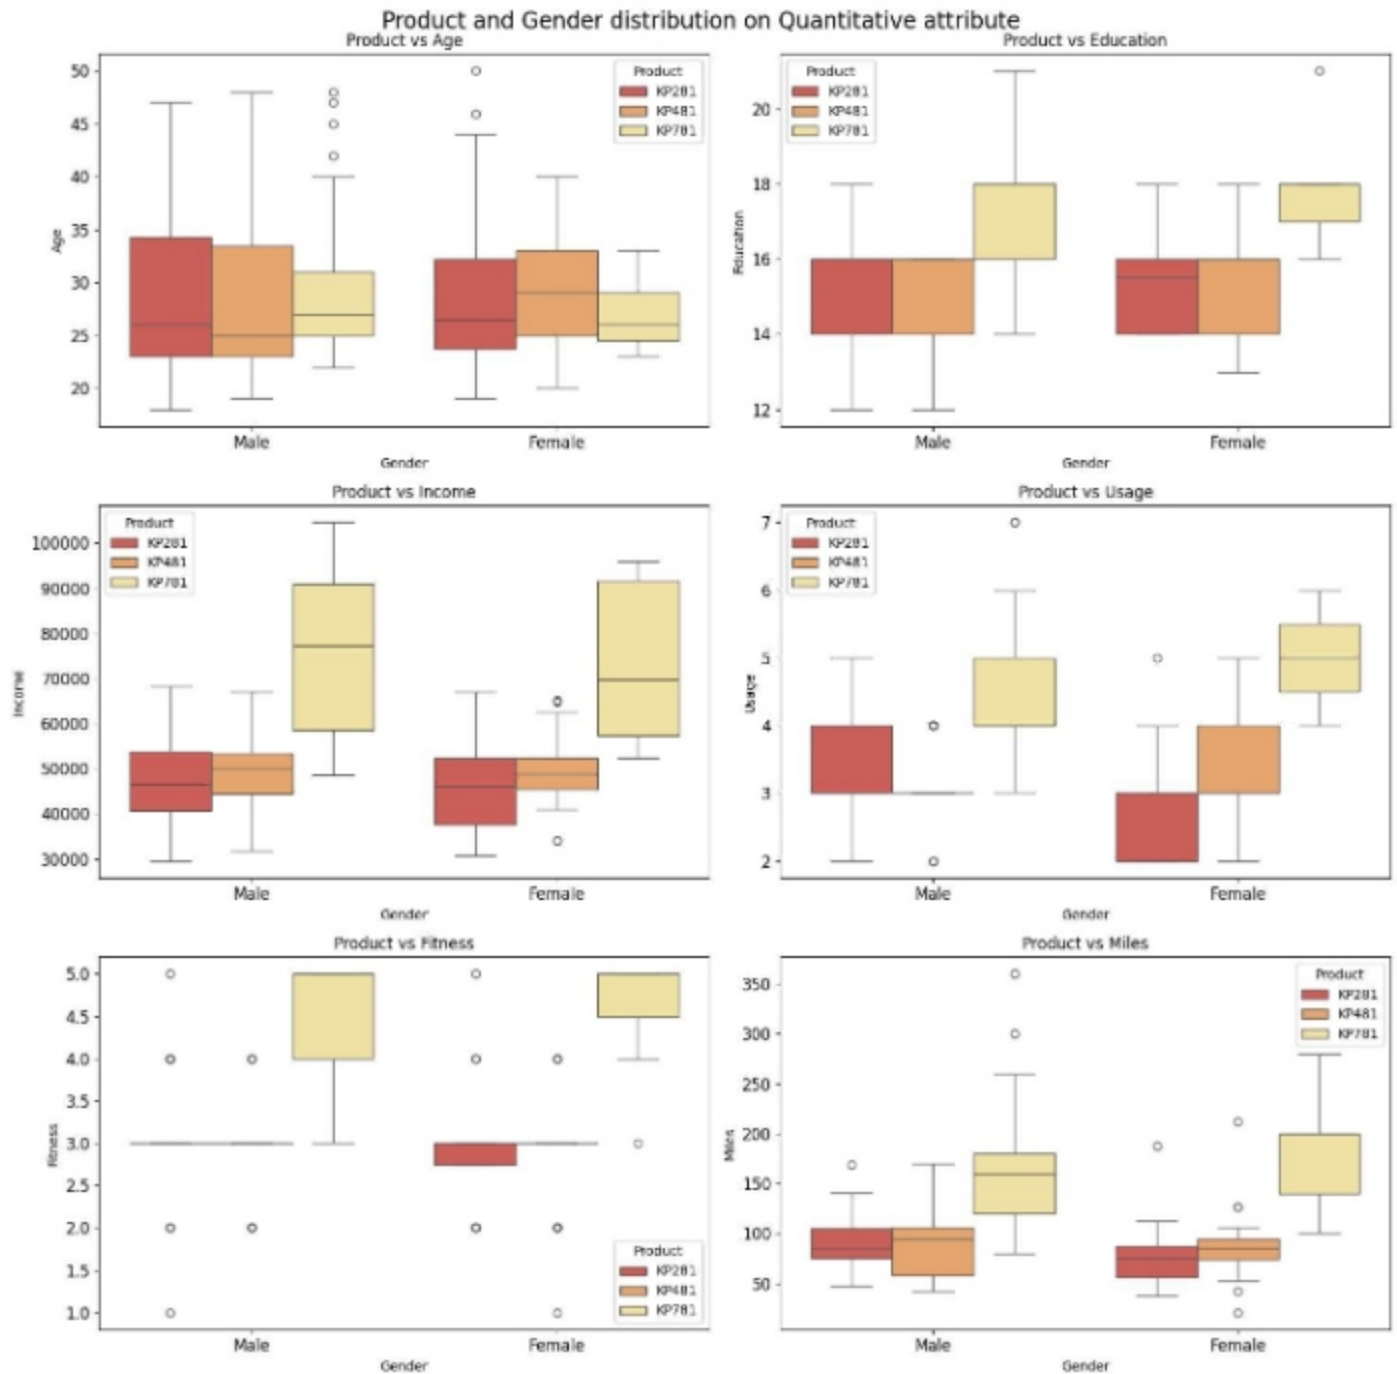 Product and Gender distribution on Quantitative attribute
Product vs Age
50
45
40
35
30
25
20
Age
Product
KP281
KP481
KP781
Male
Female
Gender
Product vs Education
20
18
16
14
12
Education
Product
KP281
KP481
KP781
Male
Female
Gender
Product vs Income
100000
90000
80000
70000
60000
50000
40000
30000
Income
Product
KP281
KP481
KP781
Male
Female
Gender
Product vs Usage
7
6
5
4
3
2
Usage
Product
KP281
KP481
KP781
Male
Female
Gender
Product vs Fitness
5.0
4.5
4.0
3.5
3.0
2.5
2.0
1.5
1.0
Fitness
Product
KP281
KP481
KP781
Male
Female
Gender
Product vs Miles
350
300
250
200
150
100
50
Miles
Product
KP281
KP481
KP781
Male
Female
Gender